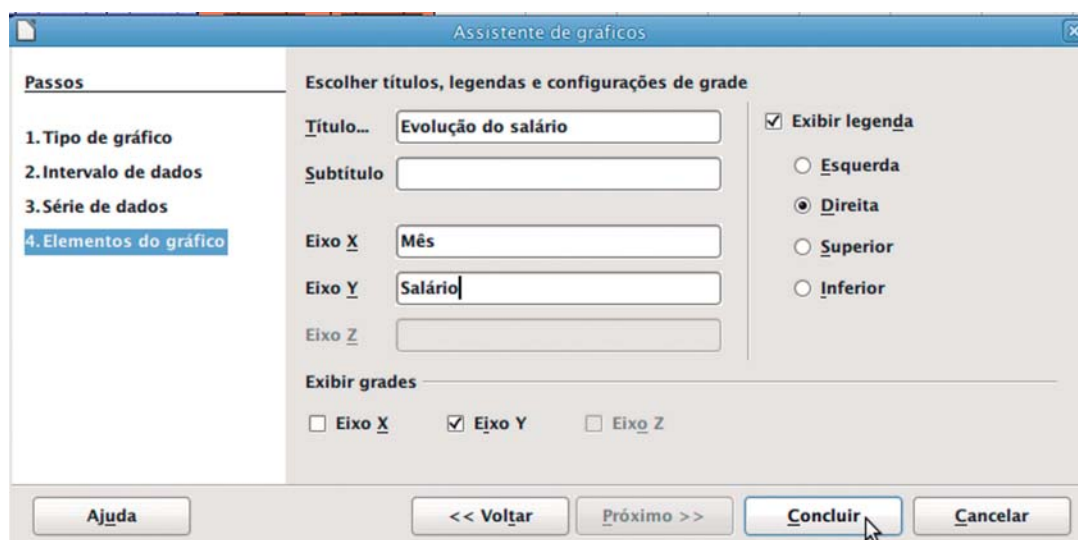 Assistente de gráficos
Passos
1. Tipo de gráfico
2. Intervalo de dados
3. Série de dados
4. Elementos do gráfico
Escolher títulos, legendas e configurações de grade
Título... Evolução do salário
Subtítulo
Eixo X Mês
Eixo Y Salário
Eixo Z
Exibir legenda
Esquerda
Direita
Superior
Inferior
Exibir grades
Eixo X Eixo Y Eixo Z
Ajuda << Voltar Próximo >> Concluir Cancelar